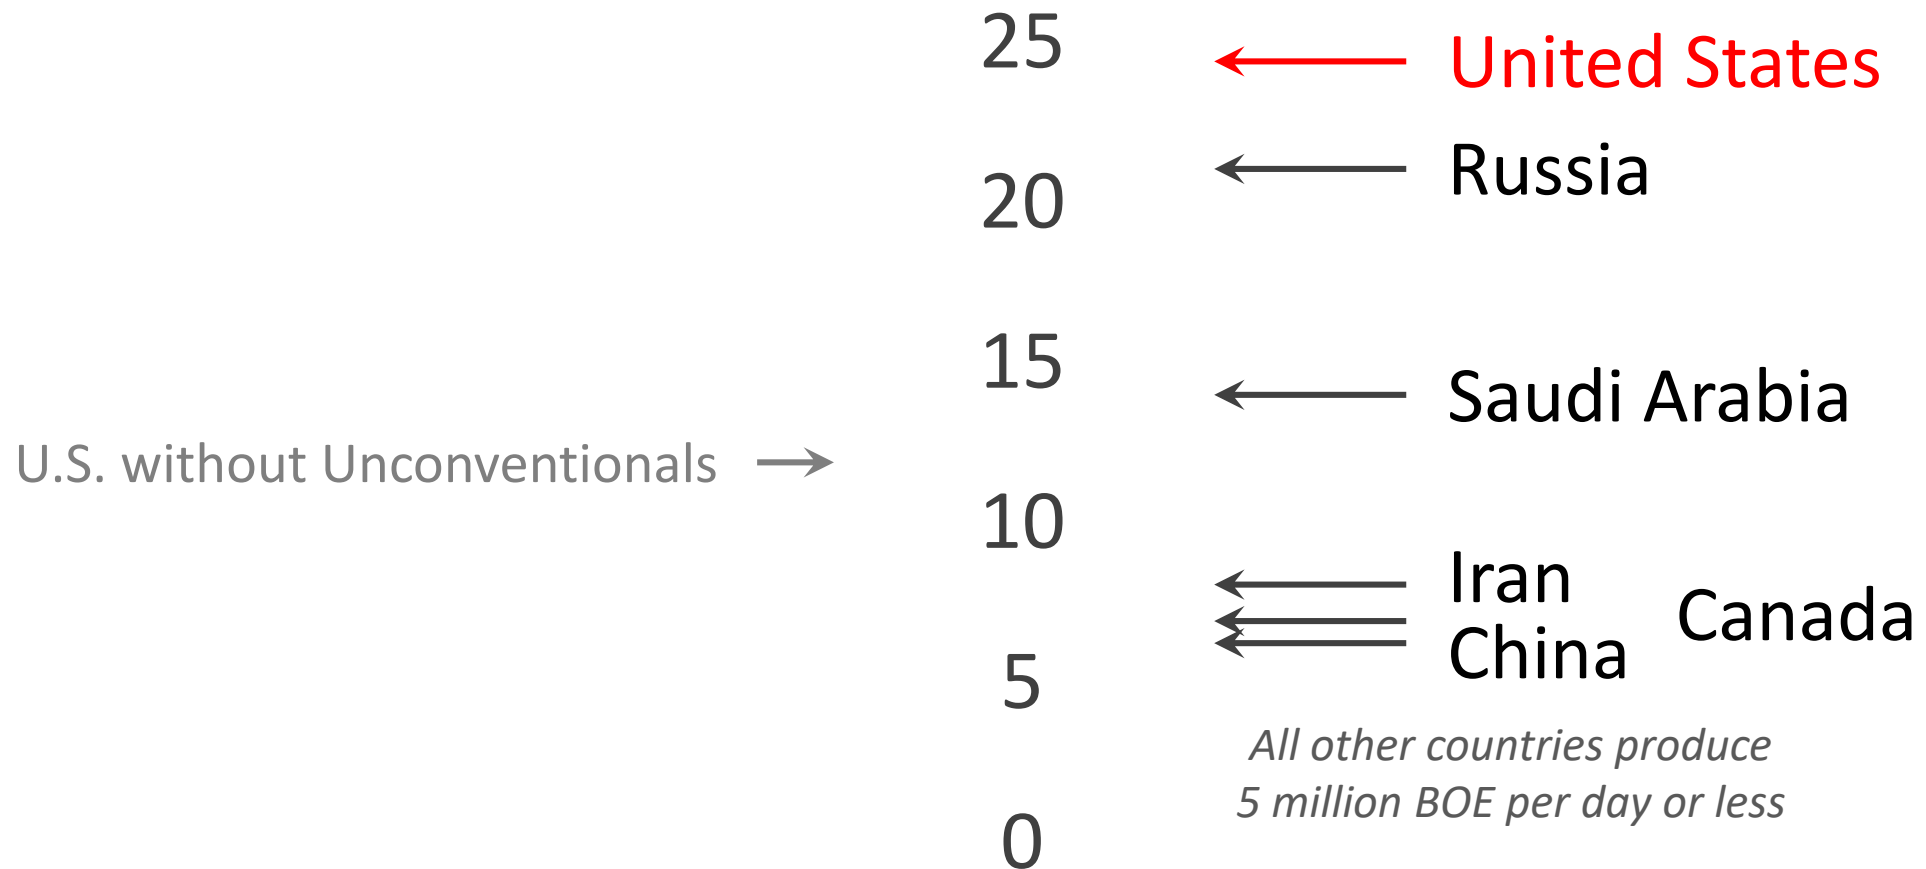 25
United States
Russia
20
15
Saudi Arabia
U.S. without Unconventionals
10
Iran
Canada
China
5
All other countries produce
5 million BOE per day or less
0